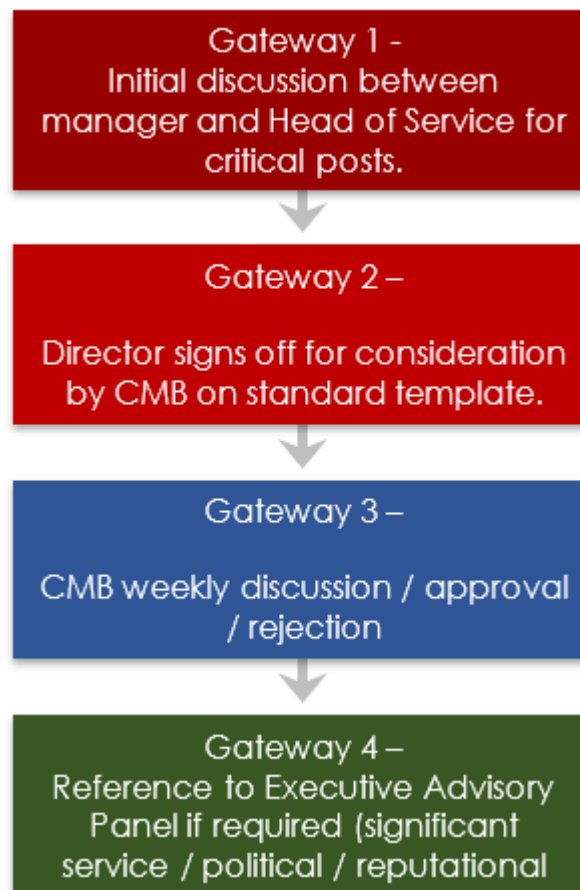 Gateway 1 -
Initial discussion between
manager and Head of Service for
critical posts.
Gateway 2 –
Director signs off for consideration
by CMB on standard template.
Gateway 3 –
CMB weekly discussion / approval
/ rejection
Gateway 4 –
Reference to Executive Advisory
Panel if required (significant
service / political / reputational